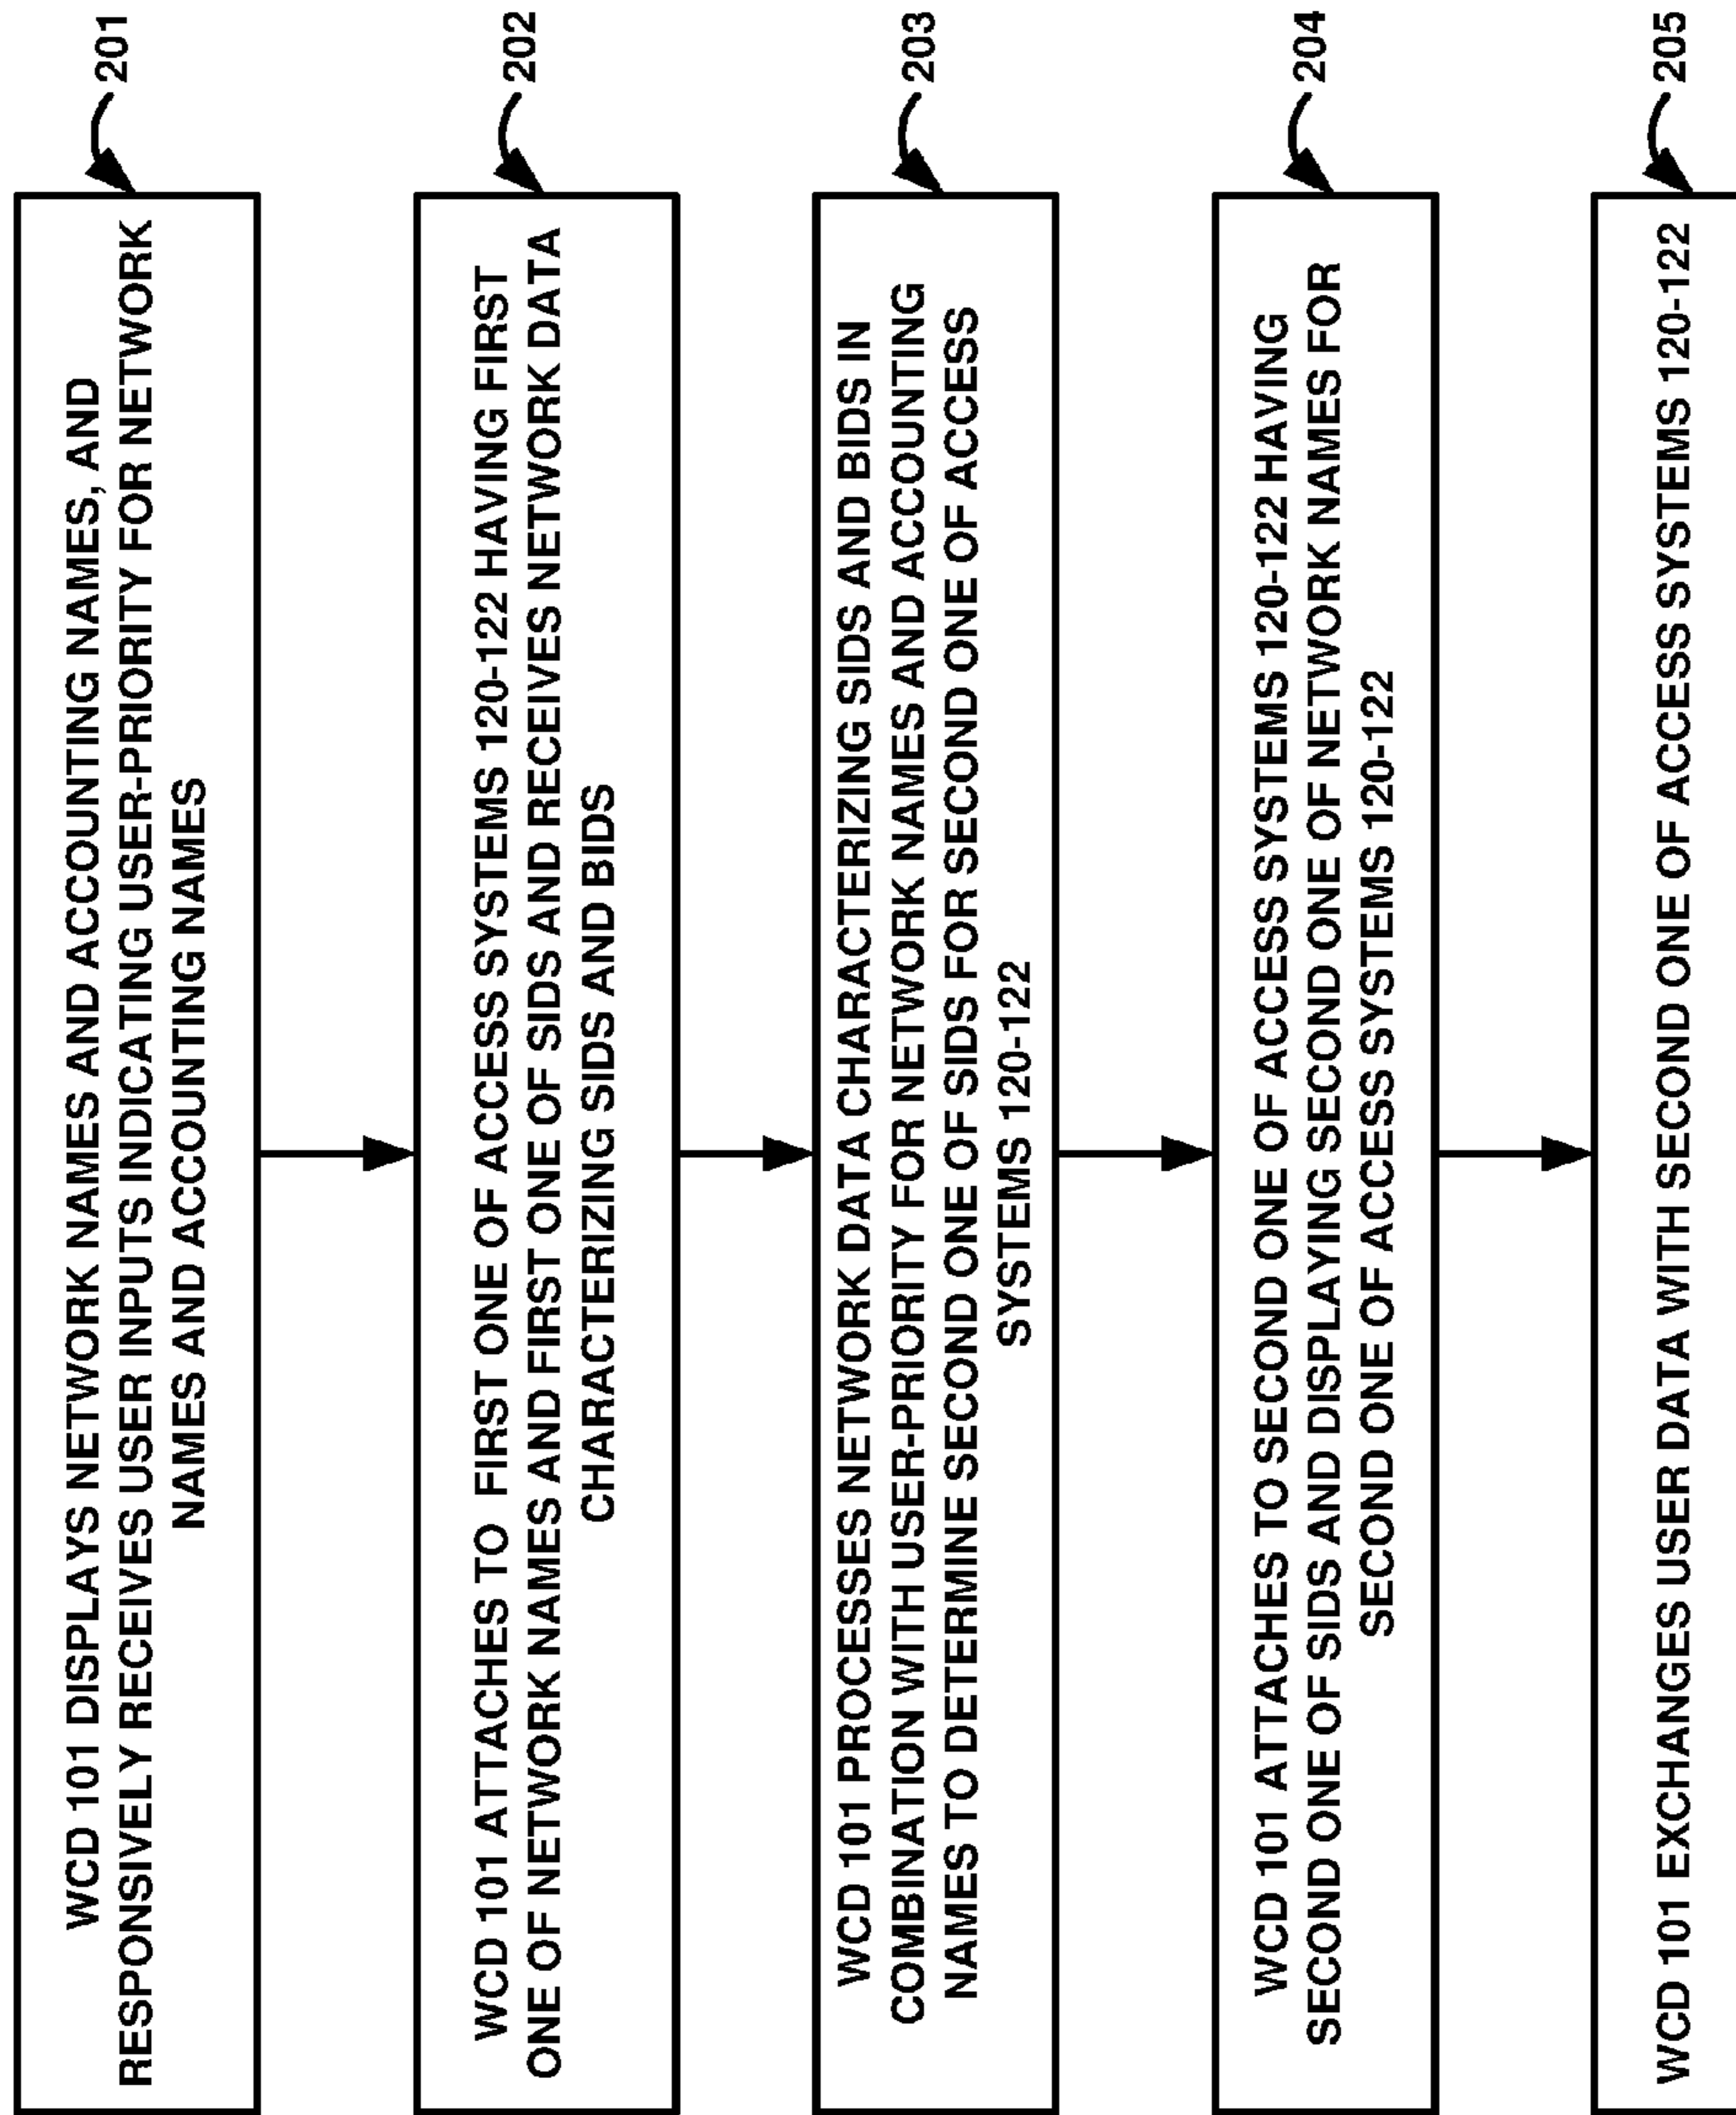 WCD 101 DISPLAYS NETWORK NAMES AND ACCOUNTING NAMES, AND
RESPONSIVELY RECEIVES USER INPUTS INDICATING USER-PRIORITY FOR NETWORK
NAMES AND ACCOUNTING NAMES
201
WCD 101 ATTACHES TO FIRST ONE OF ACCESS SYSTEMS 120-122 HAVING FIRST
ONE OF NETWORK NAMES AND FIRST ONE OF SIDS AND RECEIVES NETWORK DATA
CHARACTERIZING SIDS AND BIDS
202
WCD 101 PROCESSES NETWORK DATA CHARACTERIZING SIDS AND BIDS IN
COMBINATION WITH USER-PRIORITY FOR NETWORK NAMES AND ACCOUNTING
NAMES TO DETERMINE SECOND ONE OF SIDS FOR SECOND ONE OF ACCESS
SYSTEMS 120-122
203
WCD 101 ATTACHES TO SECOND ONE OF ACCESS SYSTEMS 120-122 HAVING
SECOND ONE OF SIDS AND DISPLAYING SECOND ONE OF NETWORK NAMES FOR
SECOND ONE OF ACCESS SYSTEMS 120-122
204
WCD 101 EXCHANGES USER DATA WITH SECOND ONE OF ACCESS SYSTEMS 120-122
205